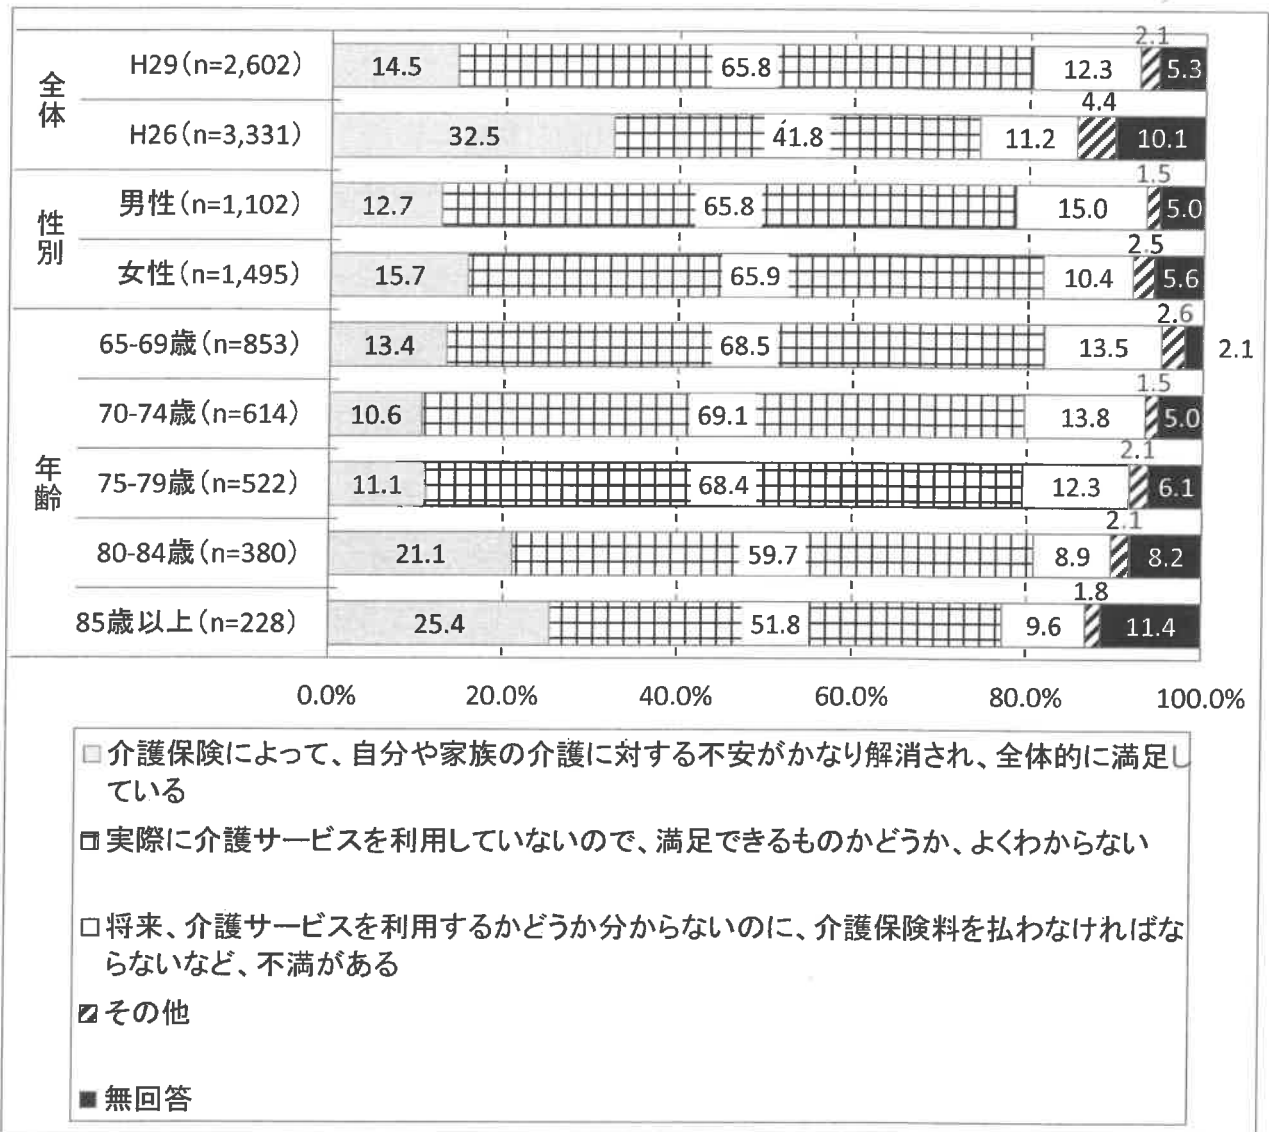 全体
H29(n=2,602) 14.5 65.8 12.3 2.1 5.3
H26(n=3,331) 32.5 41.8 11.2 4.4 10.1
性別
男性(n=1,102) 12.7 65.8 15.0 1.5 5.0
女性(n=1,495) 15.7 65.9 10.4 2.5 5.6
年齢
65-69歳(n=853) 13.4 68.5 13.5 2.6 2.1
70-74歳(n=614) 10.6 69.1 13.8 1.5 5.0
75-79歳(n=522) 11.1 68.4 12.3 2.1 6.1
80-84歳(n=380) 21.1 59.7 8.9 2.1 8.2
85歳以上(n=228) 25.4 51.8 9.6 1.8 11.4
0.0% 20.0% 40.0% 60.0% 80.0% 100.0%
介護保険によって、自分や家族の介護に対する不安がかなり解消され、全体的に満足し
ている
実際に介護サービスを利用していないので、満足できるものかどうか、よくわからない
将来、介護サービスを利用するかどうか分からないのに、介護保険料を払わなければな
らないなど、不満がある
その他
無回答